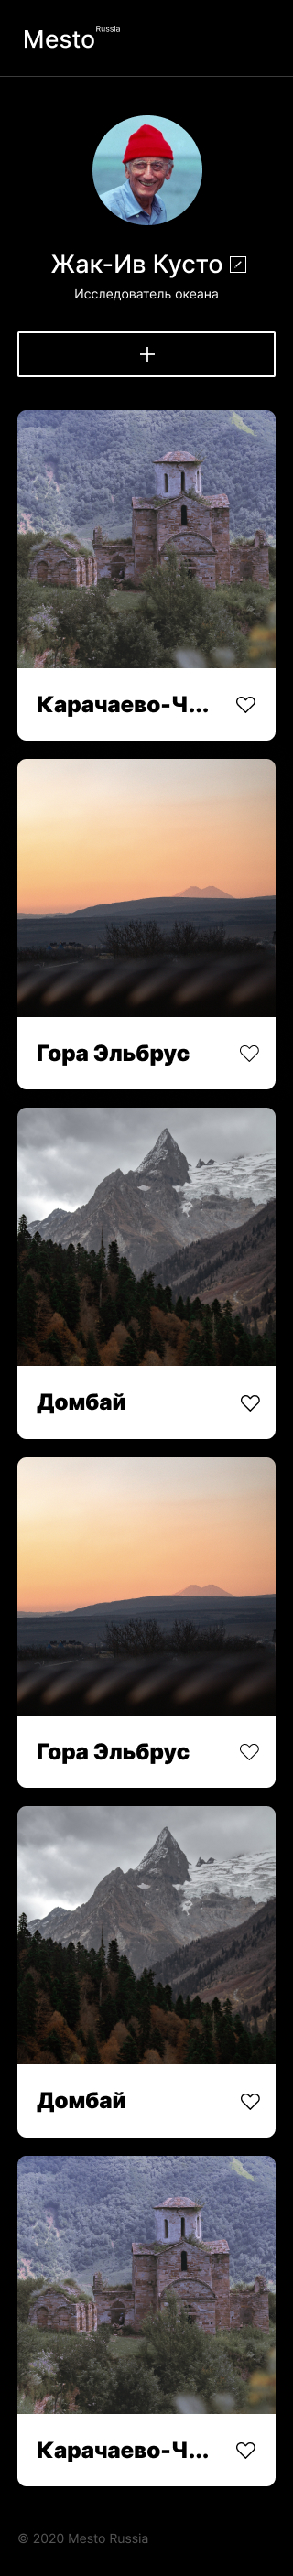 Mesto Russia
Жак-Ив Кусто
Исследователь океана
Карачаево-Ч...
Гора Эльбрус
Домбай
Гора Эльбрус
Домбай
Карачаево-Ч...
© 2020 Mesto Russia